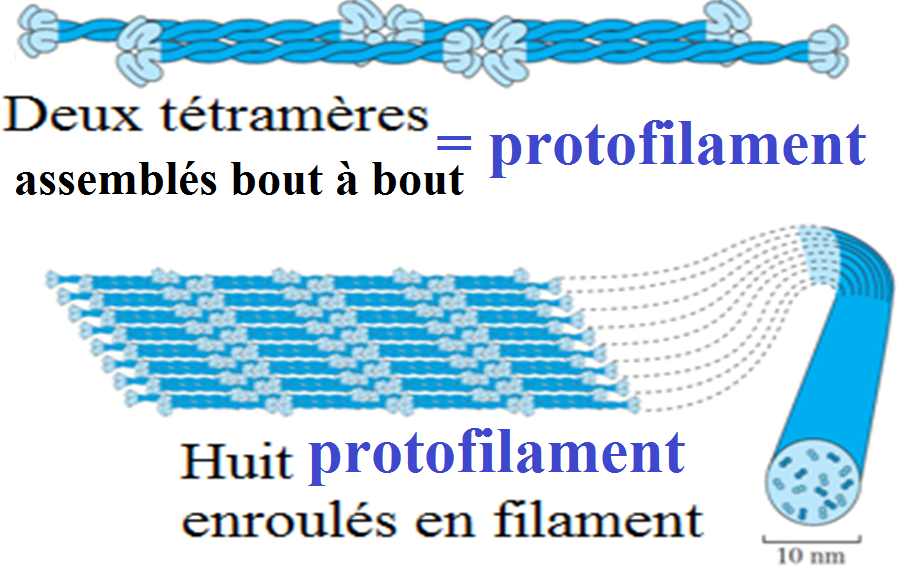 Deux tétramères = protofilament
assemblés bout à bout
Huit protofilament
enroulés en filament
10 nm